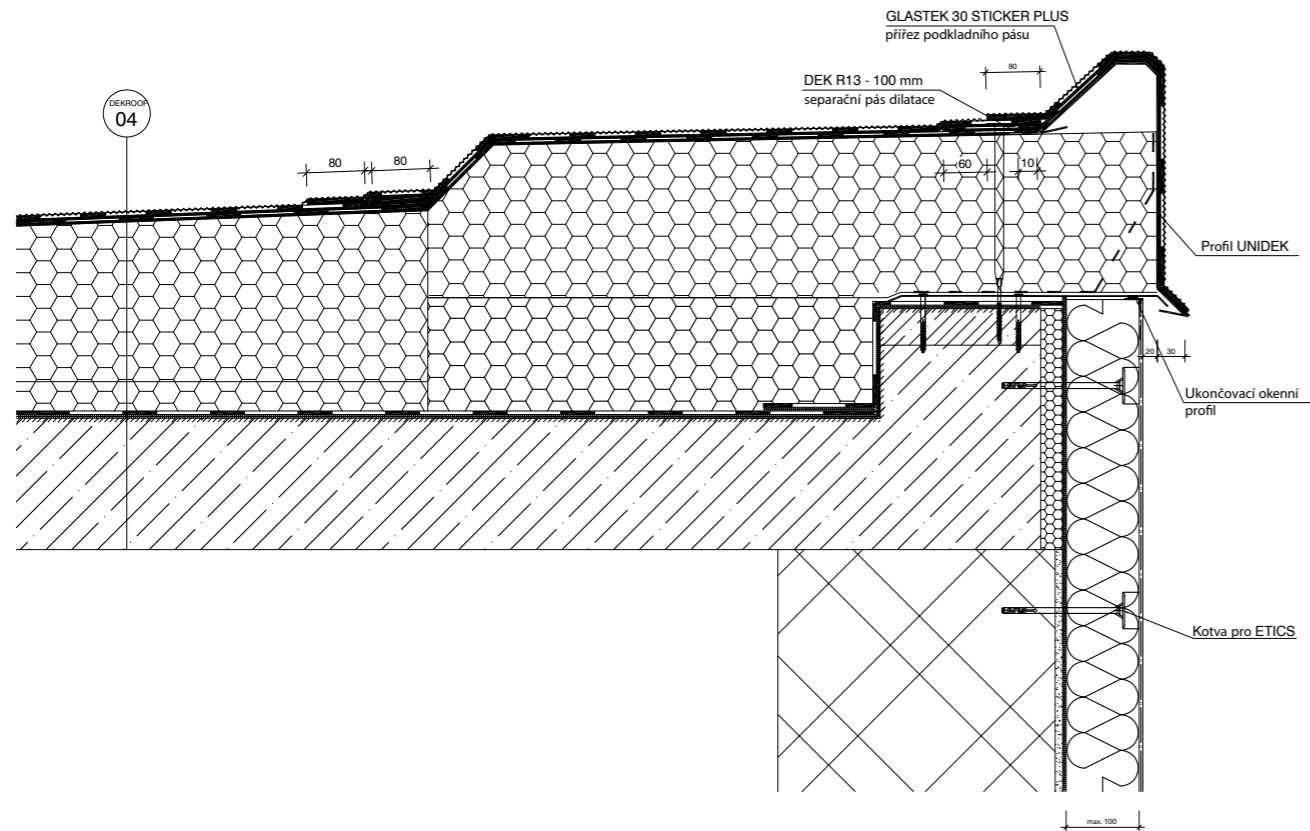 GLASTEK 30 STICKER PLUS
přířez podkladního pásu
80
DEK R13 - 100 mm
separační pás dilatace
DEKROOF
04
80
80
60
10
Profil UNIDEK
20
30
Ukončovací okenní
profil
Kotva pro ETICS
max. 100